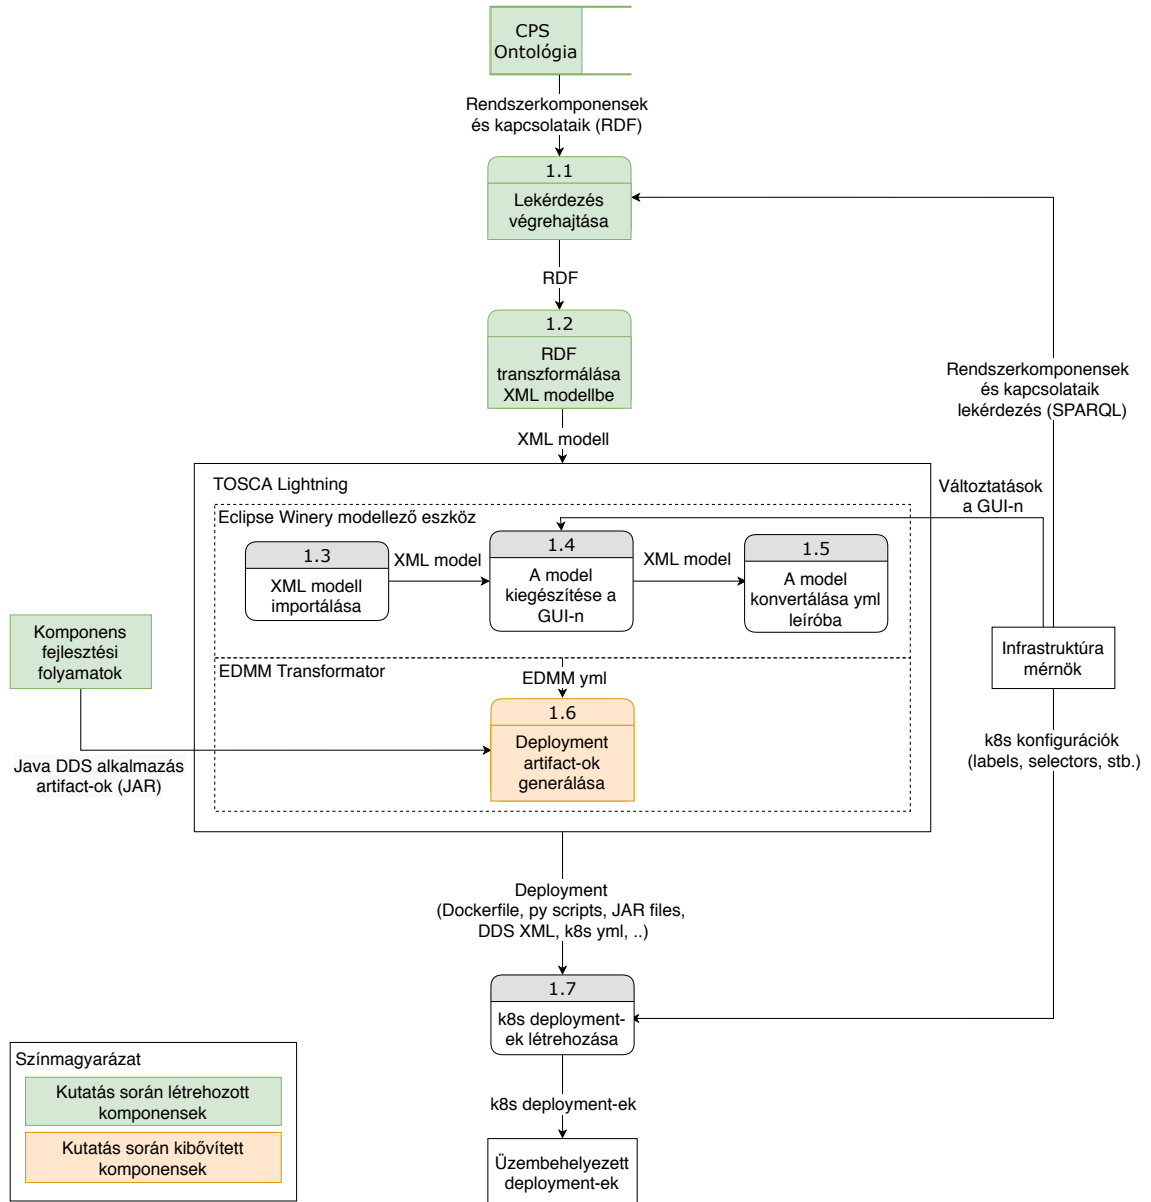 CPS
Ontológia
Rendszerkomponensek
és kapcsolataik (RDF)
1.1
Lekérdezés
végrehajtása
RDF
1.2
RDF
transzformálása
XML modellbe
XML modell
Rendszerkomponensek
és kapcsolataik
lekérdezés (SPARQL)
TOSCA Lightning
Változtatások
a GUI-n
Eclipse Winery modellező eszköz
1.3
XML modell
importálása
XML model
1.4
A model
kiegészítése a
GUI-n
XML model
1.5
A model
konvertálása yml
leíróba
Komponens
fejlesztési
folyamatok
Infrastruktúra
mérnök
EDMM Transformator
EDMM yml
1.6
Deployment
artifact-ok
generálása
Java DDS alkalmazás
artifact-ok (JAR)
k8s konfigurációk
(labels, selectors, stb.)
Deployment
(Dockerfile, py scripts, JAR files,
DDS XML, k8s yml, ..)
1.7
k8s deployment-
ek létrehozása
k8s deployment-ek
Üzembehelyezett
deployment-ek
Színmagyarázat
Kutatás során létrehozott
komponensek
Kutatás során kibővített
komponensek